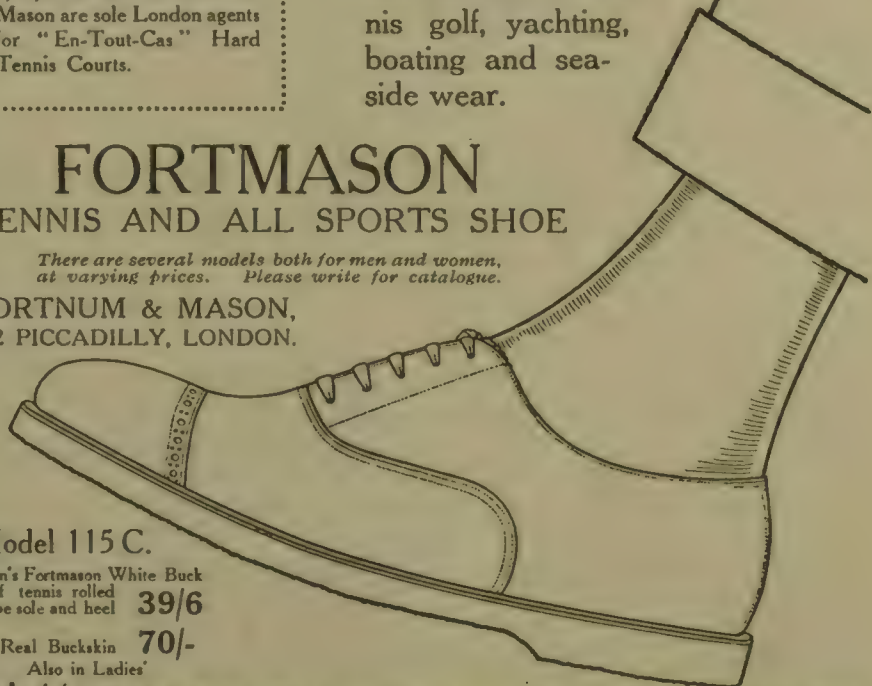 Mason are sole London agents
for "En-Tout-Cas" Hard
Tennis Courts.
nis golf, yachting,
boating and sea-
side wear.
FORTMASON
ENNIS AND ALL SPORTS SHOE
There are several models both for men and women,
at varying prices. Please write for catalogue.
ORTNUM & MASON,
2 PICCADILLY, LONDON.
odel 115 C.
n's Fortmason White Buck
f tennis rolled
pe sole and heel 39/6
Real Buckskin 70/-
Also in Ladies'